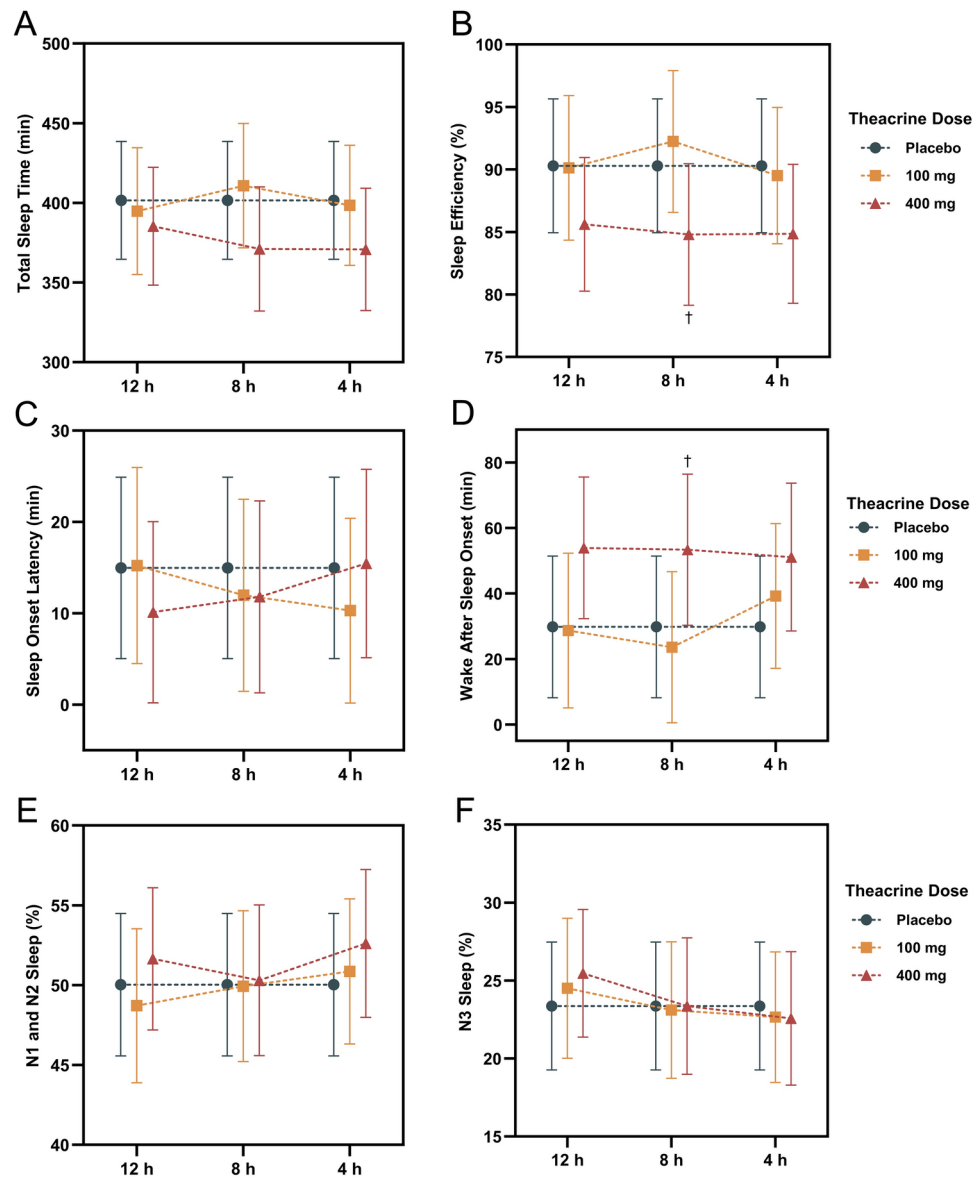 A
Total Sleep Time (min)
500
450
400
350
300
12 h 8 h 4 h
B
Sleep Efficiency (%)
100
95
90
85
80
75
†
12 h 8 h 4 h
Theacrine Dose
Placebo
100 mg
400 mg
C
Sleep Onset Latency (min)
30
20
10
0
12 h 8 h 4 h
D
Wake After Sleep Onset (min)
80
60
40
20
0
†
12 h 8 h 4 h
Theacrine Dose
Placebo
100 mg
400 mg
E
N1 and N2 Sleep (%)
60
55
50
45
40
12 h 8 h 4 h
F
N3 Sleep (%)
35
30
25
20
15
12 h 8 h 4 h
Theacrine Dose
Placebo
100 mg
400 mg